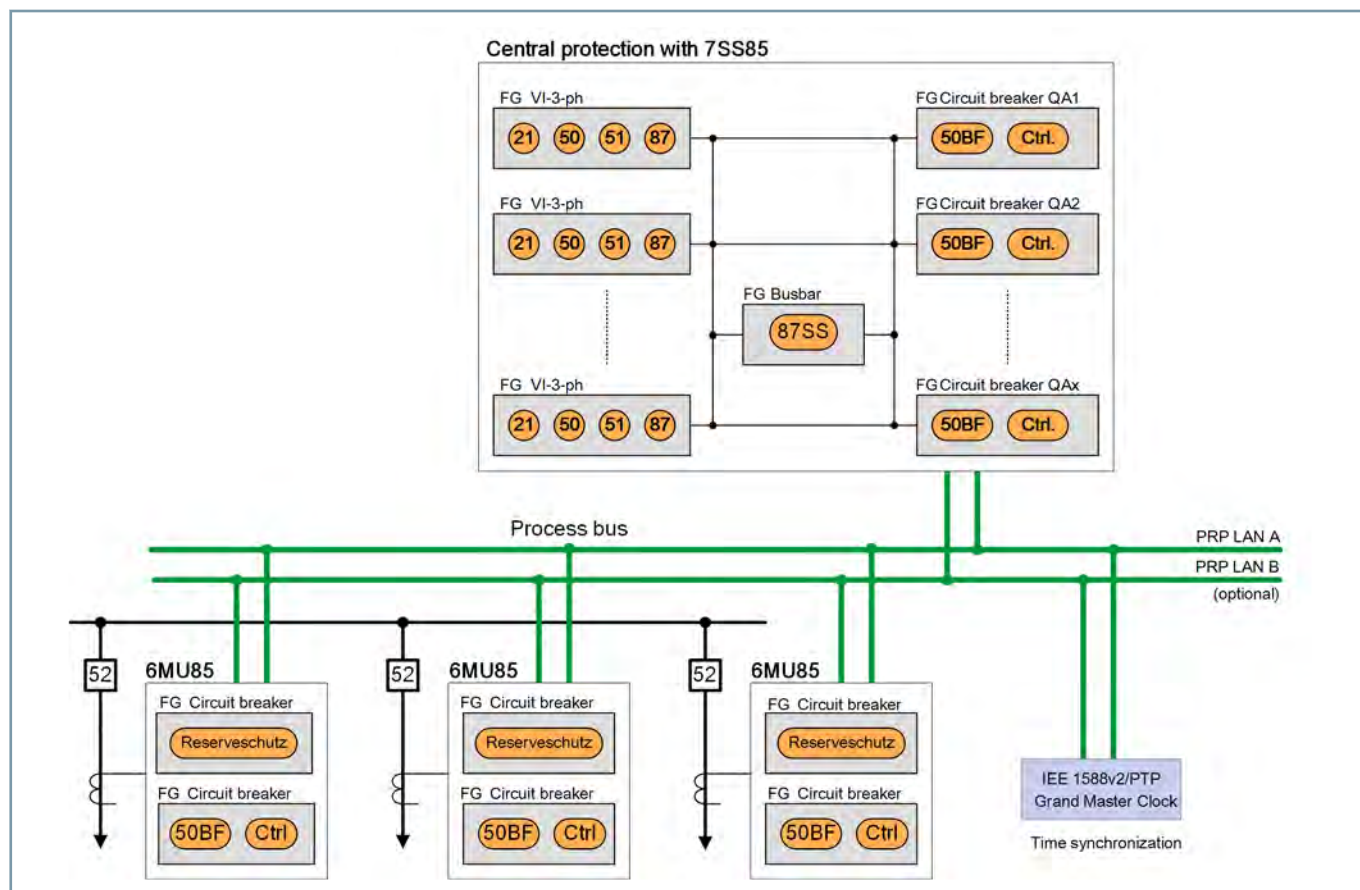 Central protection with 7SS85
FG VI-3-ph
FG Circuit breaker QA1
21 50 51 87
50BF Ctrl.
FG VI-3-ph
FG Circuit breaker QA2
21 50 51 87
50BF Ctrl.
FG Busbar
87SS
FG VI-3-ph
FG Circuit breaker QAx
21 50 51 87
50BF Ctrl.
Process bus
PRP LAN A
PRP LAN B
(optional)
52
6MU85
52
6MU85
52
6MU85
FG Circuit breaker
FG Circuit breaker
FG Circuit breaker
Reserveschutz
Reserveschutz
Reserveschutz
FG Circuit breaker
FG Circuit breaker
FG Circuit breaker
50BF Ctrl
50BF Ctrl
50BF Ctrl
IEE 1588v2/PTP
Grand Master Clock
Time synchronization